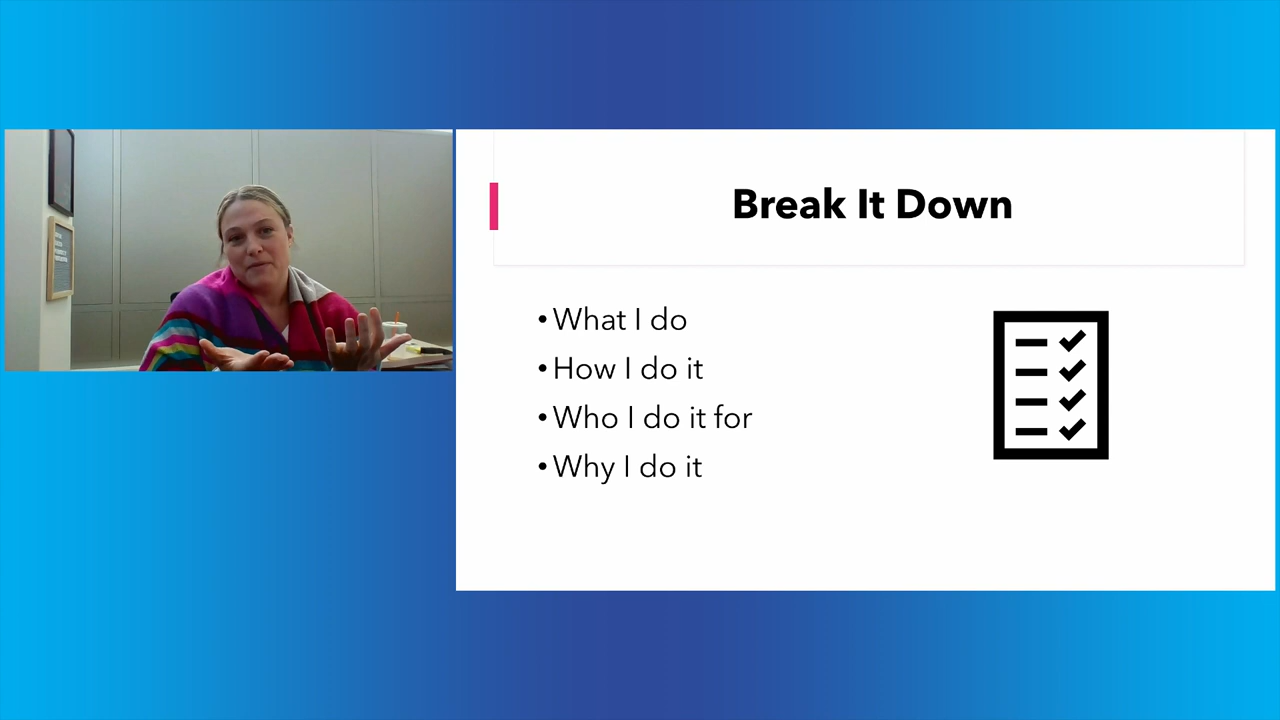 Break It Down
• What I do
• How I do it
• Who I do it for
• Why I do it